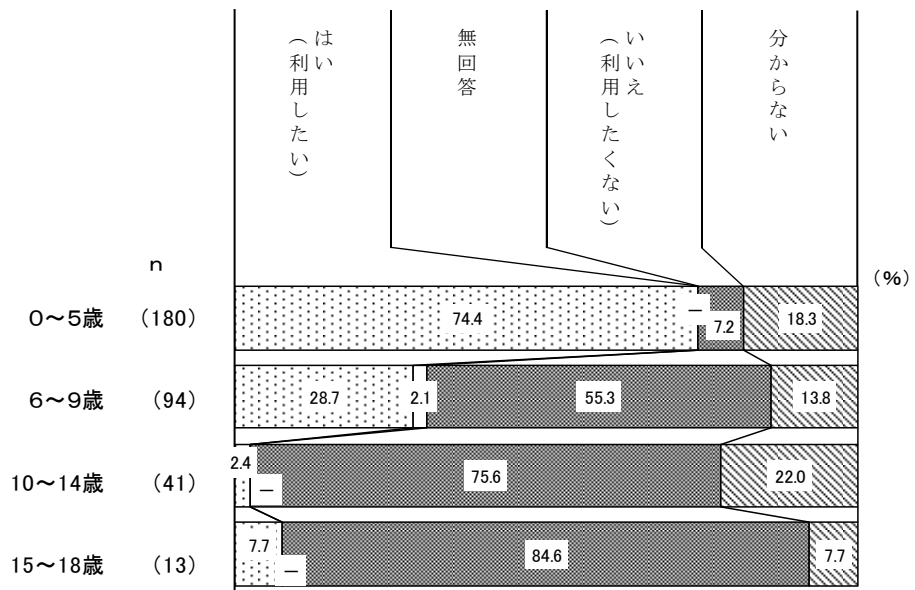 はい
（利用したい）
無回答
いいえ
（利用したくない）
分からない
n
(%)
0～5歳 (180) 74.4 － 7.2 18.3
6～9歳 (94) 28.7 2.1 55.3 13.8
10～14歳 (41) 2.4 － 75.6 22.0
15～18歳 (13) 7.7 － 84.6 7.7